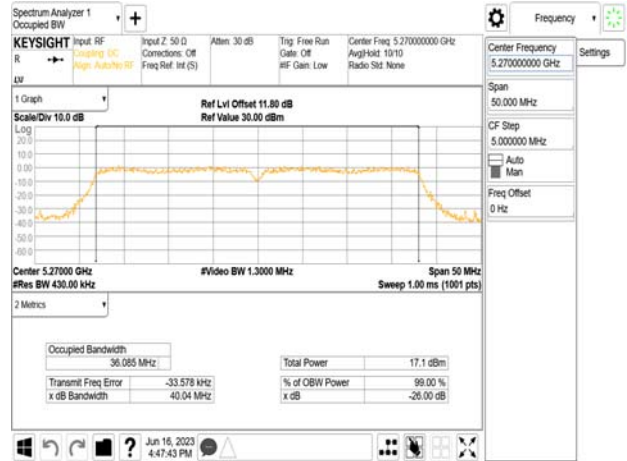 Spectrum Analyzer 1
Occupied BW
Frequency
KEYSIGHT
R
Input: RF
Coupling: DC
Align: Auto/No RF
Input Z: 50 Ω
Corrections: Off
Freq Ref: Int (S)
Atten: 30 dB
Trig: Free Run
Gate: Off
#IF Gain: Low
Center Freq: 5.270000000 GHz
Avg|Hold: 10/10
Radio Std: None
Center Frequency
5.270000000 GHz
Settings
Span
50.000 MHz
CF Step
5.000000 MHz
Auto
Man
Freq Offset
0 Hz
1 Graph
Scale/Div 10.0 dB
Ref Lvl Offset 11.80 dB
Ref Value 30.00 dBm
Log
20.0
10.0
0.00
-10.0
-20.0
-30.0
-40.0
-50.0
-60.0
Center 5.27000 GHz
#Video BW 1.3000 MHz
Span 50 MHz
#Res BW 430.00 kHz
Sweep 1.00 ms (1001 pts)
2 Metrics
Occupied Bandwidth
36.085 MHz
Total Power 17.1 dBm
Transmit Freq Error -33.578 kHz
% of OBW Power 99.00 %
x dB Bandwidth 40.04 MHz
x dB -26.00 dB
?
Jun 16, 2023
4:47:43 PM